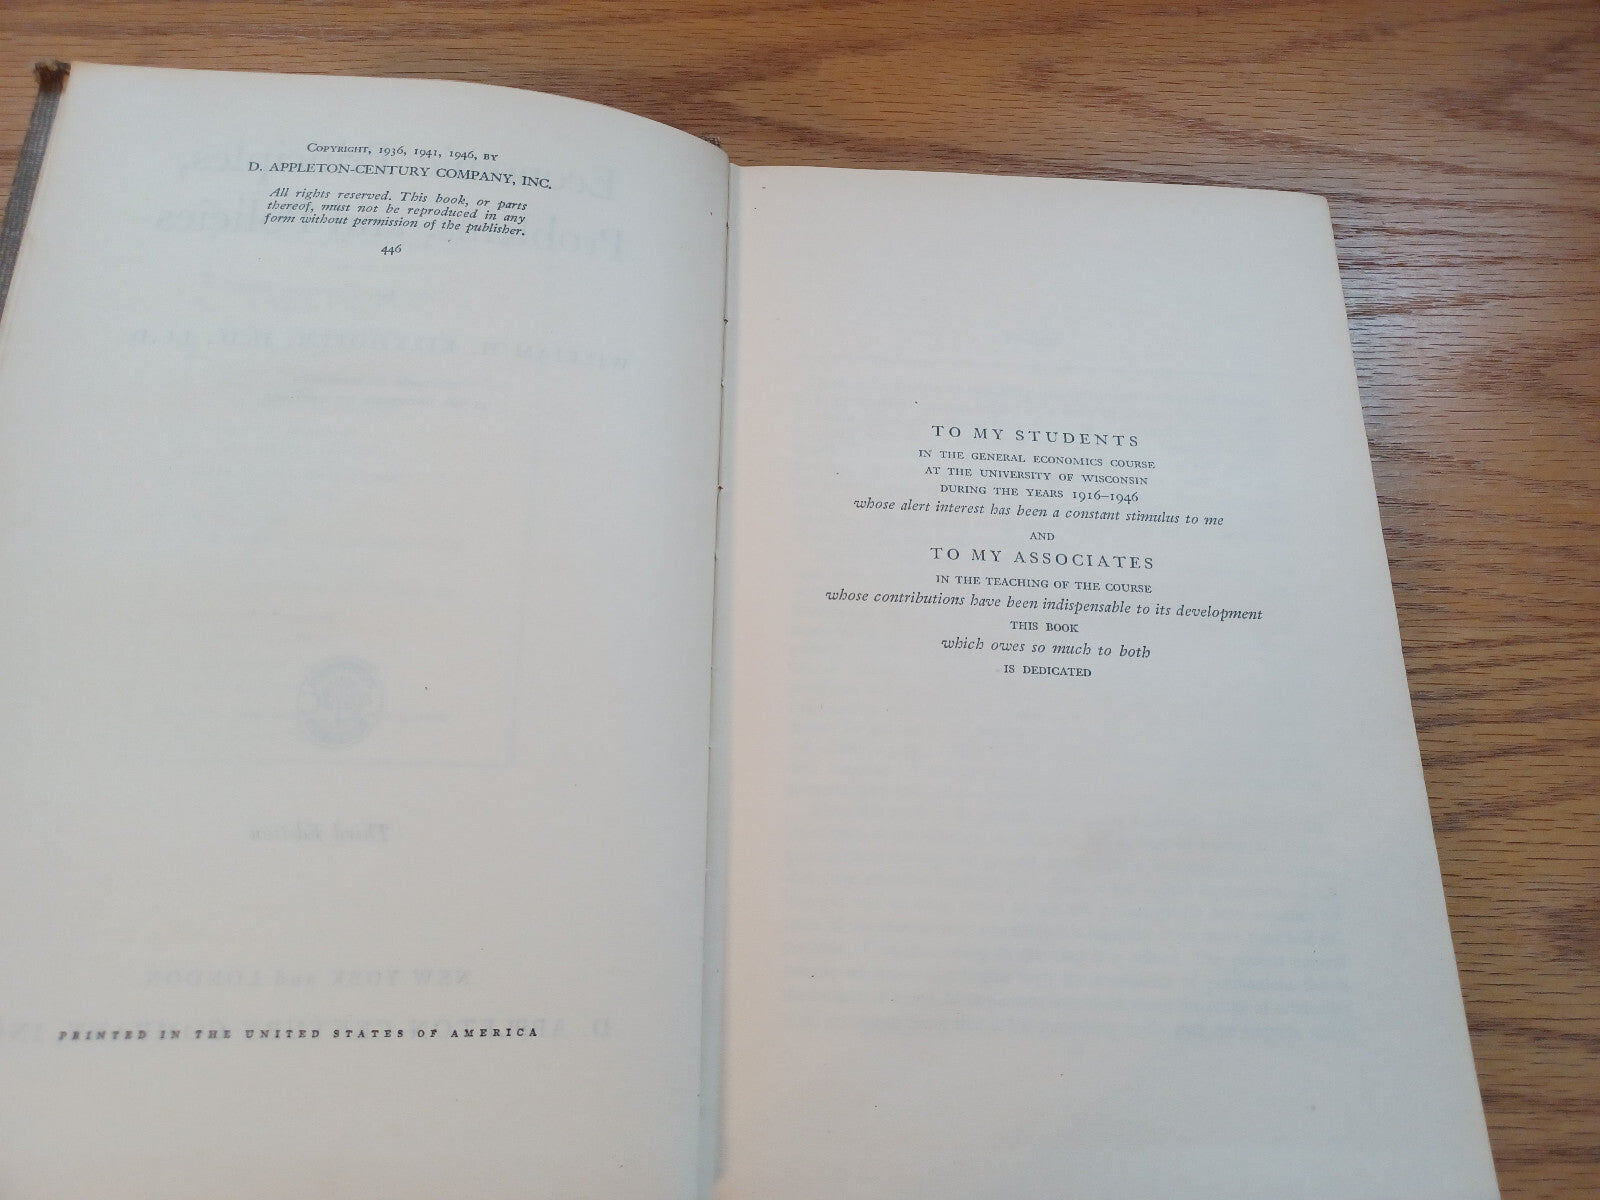 COPYRIGHT, 1936, 1941, 1946, BY
D. APPLETON-CENTURY COMPANY, INC.
All rights reserved. This book, or parts
thereof, must not be reproduced in any
form without permission of the publisher.
446
PRINTED IN THE UNITED STATES OF AMERICA
TO MY STUDENTS
IN THE GENERAL ECONOMICS COURSE
AT THE UNIVERSITY OF WISCONSIN
DURING THE YEARS 1916–1946
whose alert interest has been a constant stimulus to me
AND
TO MY ASSOCIATES
IN THE TEACHING OF THE COURSE
whose contributions have been indispensable to its development
THIS BOOK
which owes so much to both
IS DEDICATED